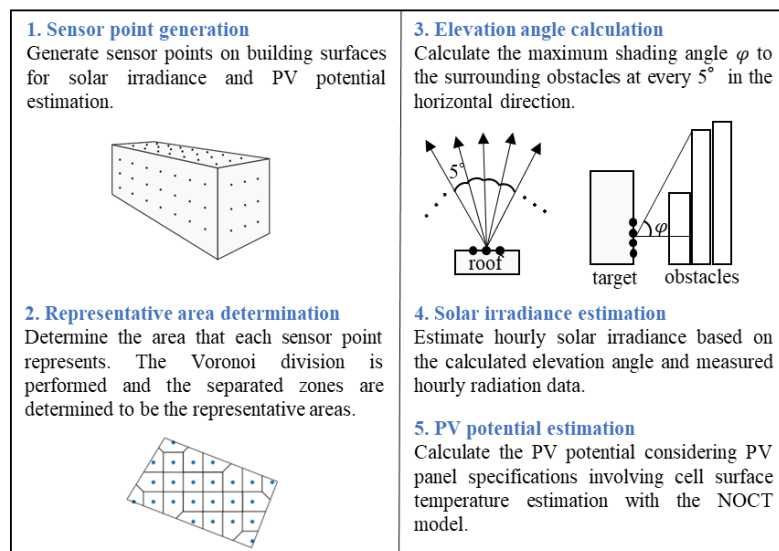 1. Sensor point generation
Generate sensor points on building surfaces
for solar irradiance and PV potential
estimation.
2. Representative area determination
Determine the area that each sensor point
represents. The Voronoi division is
performed and the separated zones are
determined to be the representative areas.
3. Elevation angle calculation
Calculate the maximum shading angle φ to
the surrounding obstacles at every 5° in the
horizontal direction.
5°
roof
φ
target
obstacles
4. Solar irradiance estimation
Estimate hourly solar irradiance based on
the calculated elevation angle and measured
hourly radiation data.
5. PV potential estimation
Calculate the PV potential considering PV
panel specifications involving cell surface
temperature estimation with the NOCT
model.